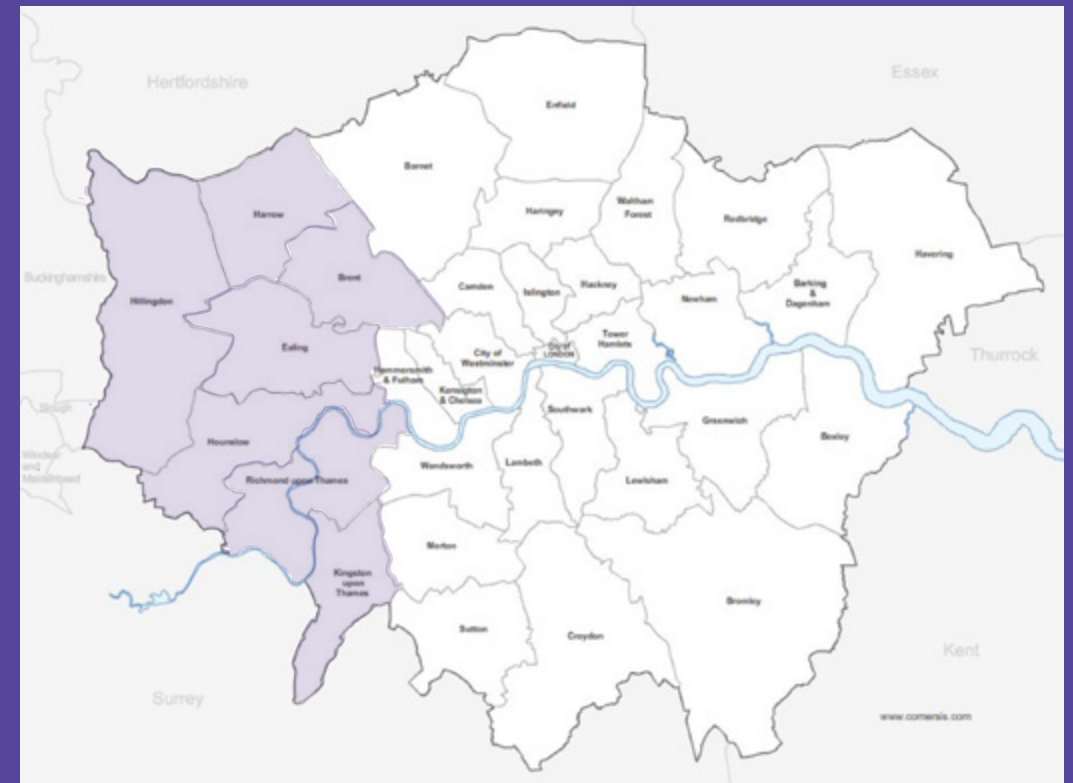 Hertfordshire
Essex
Enfield
Barnet
Haringey
Waltham
Forest
Redbridge
Harrow
Havering
Buckinghamshire
Hillingdon
Brent
Camden
Islington
Hackney
Newham
Barking
&
Dagenham
Ealing
Tower
Hamlets
City of
LONDON
City of
Westminster
Thurrock
Hammersmith
& Fulham
Kensigton
& Chelsea
Slough
Southwark
Greenwich
Bexley
Hounslow
Windsor
and
Maidenhead
Richmond upon Thames
Wandsworth
Lambeth
Lewisham
Merton
Kingston
upon
Thames
Sutton
Croydon
Bromley
Kent
Surrey
www.comersis.com